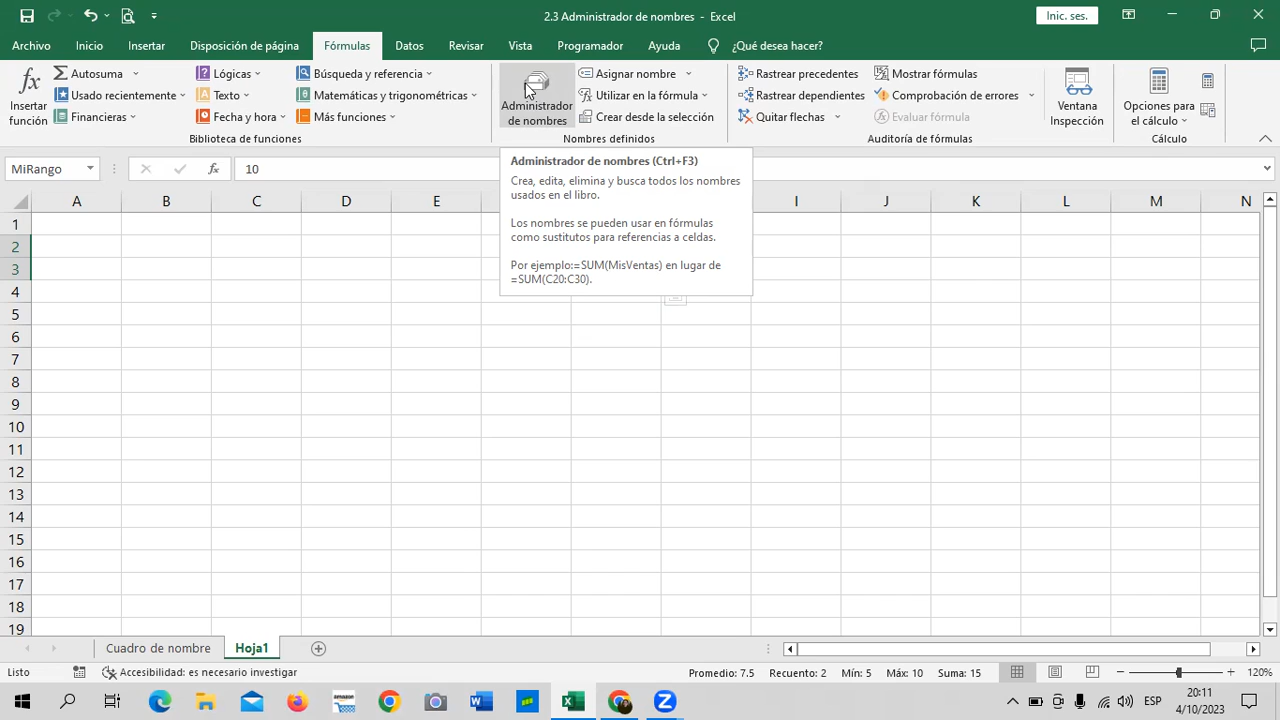 2.3 Administrador de nombres - Excel
Inic. ses.
Archivo Inicio Insertar Disposición de página Fórmulas Datos Revisar Vista Programador Ayuda ¿Qué desea hacer?
Insertar función
Autosuma
Usado recientemente
Financieras
Lógicas
Texto
Fecha y hora
Búsqueda y referencia
Matemáticas y trigonométricas
Más funciones
Biblioteca de funciones
Administrador
de nombres
Asignar nombre
Utilizar en la fórmula
Crear desde la selección
Nombres definidos
Rastrear precedentes
Rastrear dependientes
Quitar flechas
Mostrar fórmulas
Comprobación de errores
Evaluar fórmula
Auditoría de fórmulas
Ventana
Inspección
Opciones para
el cálculo
Cálculo
MiRango fx 10
Administrador de nombres (Ctrl+F3)
Crea, edita, elimina y busca todos los nombres
usados en el libro.
Los nombres se pueden usar en fórmulas
como sustitutos para referencias a celdas.
Por ejemplo:=SUM(MisVentas) en lugar de
=SUM(C20:C30).
A B C D E I J K L M N
1
2
3
4
5
6
7
8
9
10
11
12
13
14
15
16
17
18
19
Cuadro de nombre Hoja1
Listo Accesibilidad: es necesario investigar Promedio: 7.5 Recuento: 2 Mín: 5 Máx: 10 Suma: 15 120%
ESP
20:11
4/10/2023